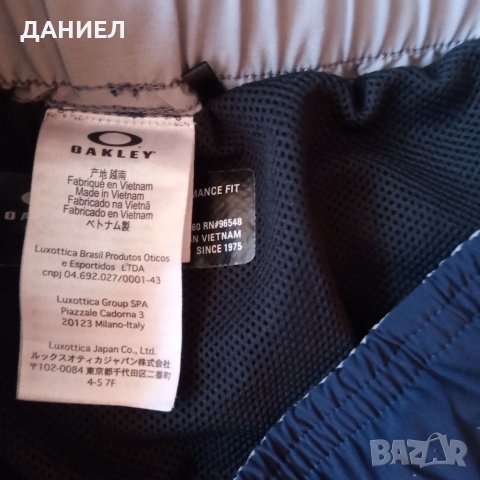 ДАНИЕЛ
OAKLEY
产地 越南
Fabriqué en Vietnam
Made in Vietnam
Fabricado no Vietnã
Fabricado en Vietnam
ベトナム製
Luxottica Brasil Produtos Oticos
e Esportidos LTDA
cnpj 04.692.027/0001-43
Luxottica Group SPA
Piazzale Cadorna 3
20123 Milano-Italy
Luxottica Japan Co., Ltd.
ルックスオティカジャパン株式会社
〒102-0084 東京都千代田区二番町
4-5 7F
OA
MANCE FIT
60 RN#96548
IN VIETNAM
SINCE 1975
BAZAR